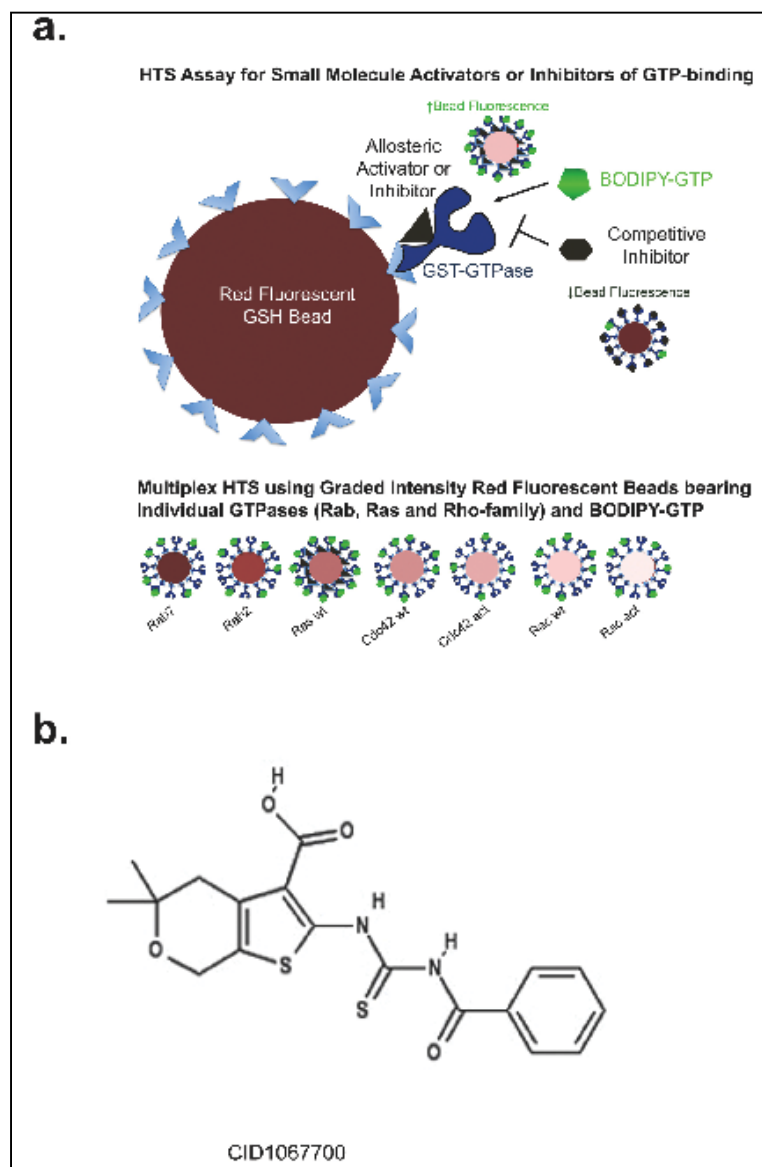 a.
HTS Assay for Small Molecule Activators or Inhibitors of GTP-binding
↑Bead Fluorescence
Allosteric
Activator or
Inhibitor
BODIPY-GTP
Competitive
Inhibitor
GST-GTPase
Red Fluorescent
GSH Bead
↓Bead Fluorescence
Multiplex HTS using Graded Intensity Red Fluorescent Beads bearing
Individual GTPases (Rab, Ras and Rho-family) and BODIPY-GTP
Rab7
Rab2
Ras wt
Cdc42 wt
Cdc42 act
Rac wt
Rac act
b.
H
O
O
H
N
H
N
O
S
S
O
CID1067700